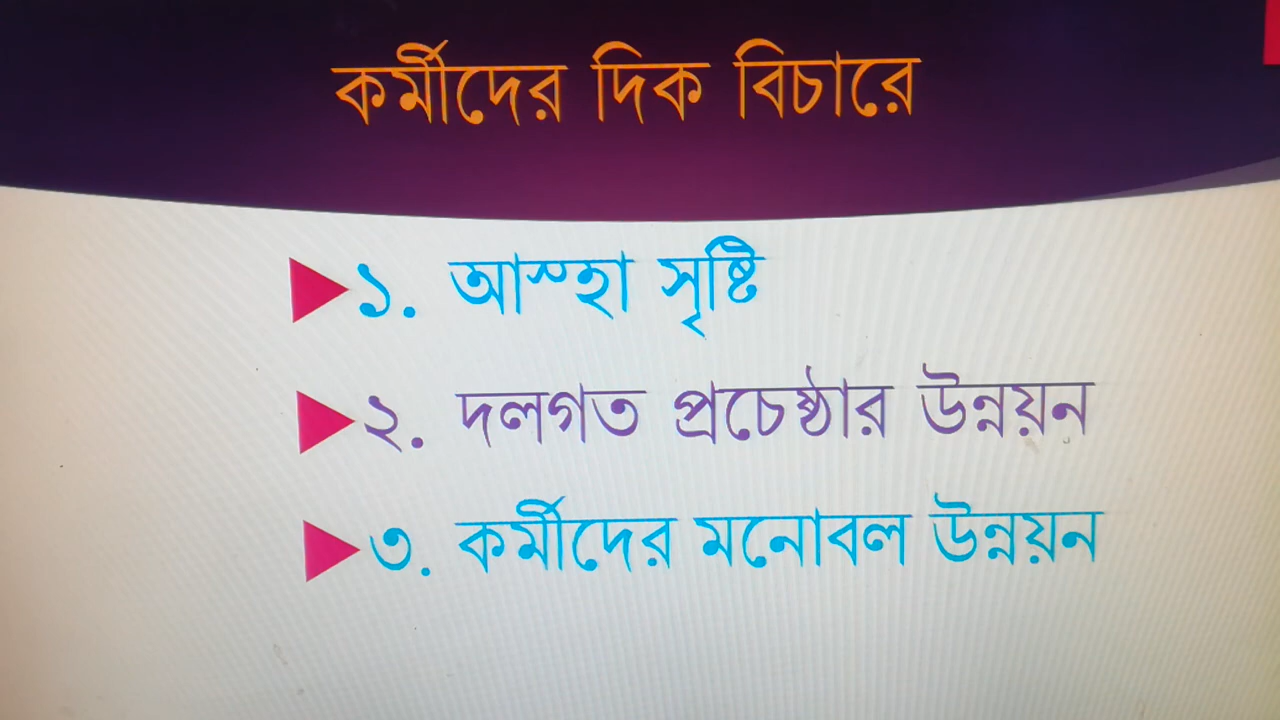 কর্মীদের দিক বিচারে
১. আস্হা সৃষ্টি
২. দলগত প্রচেষ্ঠার উন্নয়ন
৩. কর্মীদের মনোবল উন্নয়ন